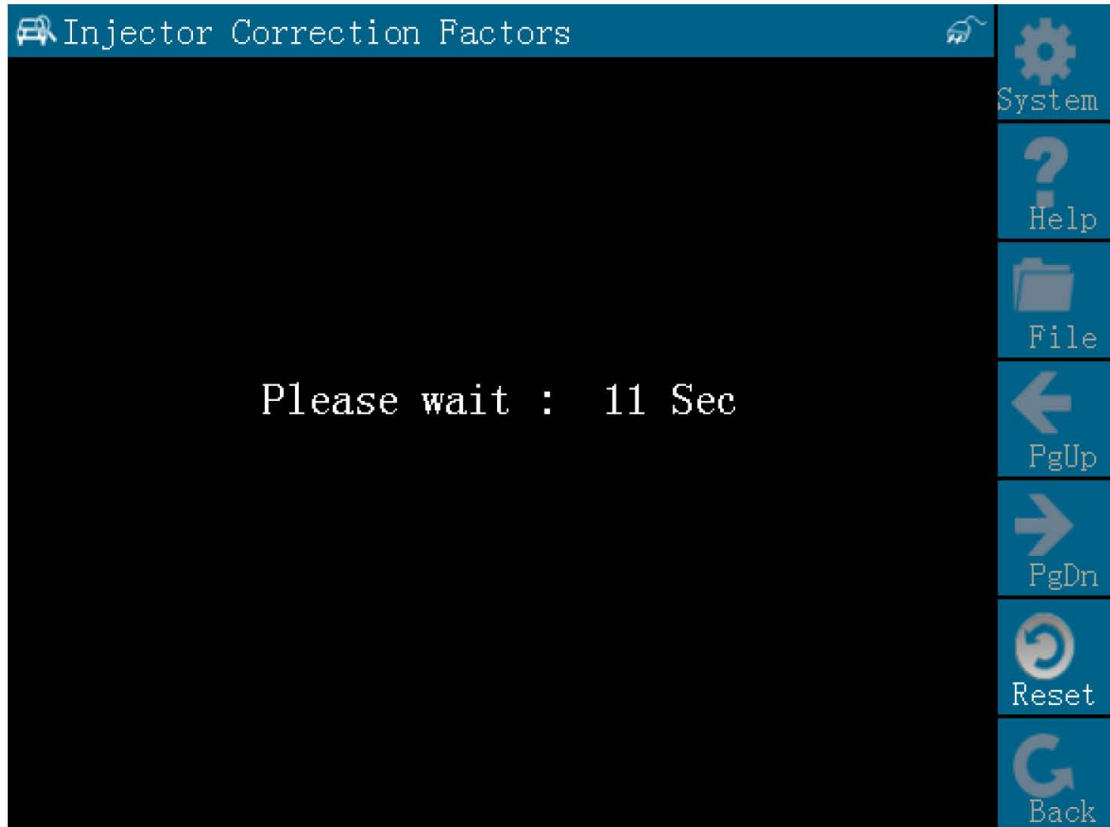 Injector Correction Factors
System
Help
File
Please wait : 11 Sec
PgUp
PgDn
Reset
Back